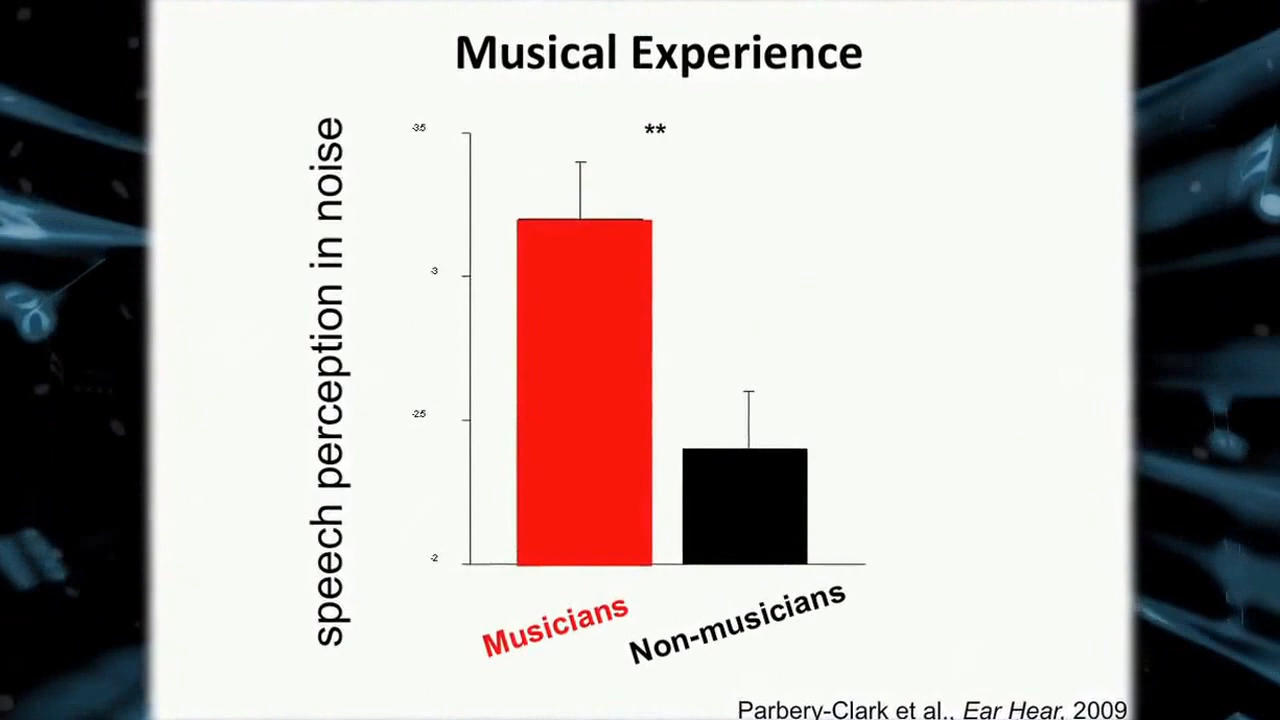 Musical Experience
speech perception in noise
-3.5
**
-3
-2.5
-2
Musicians
Non-musicians
Parbery-Clark et al., Ear Hear, 2009